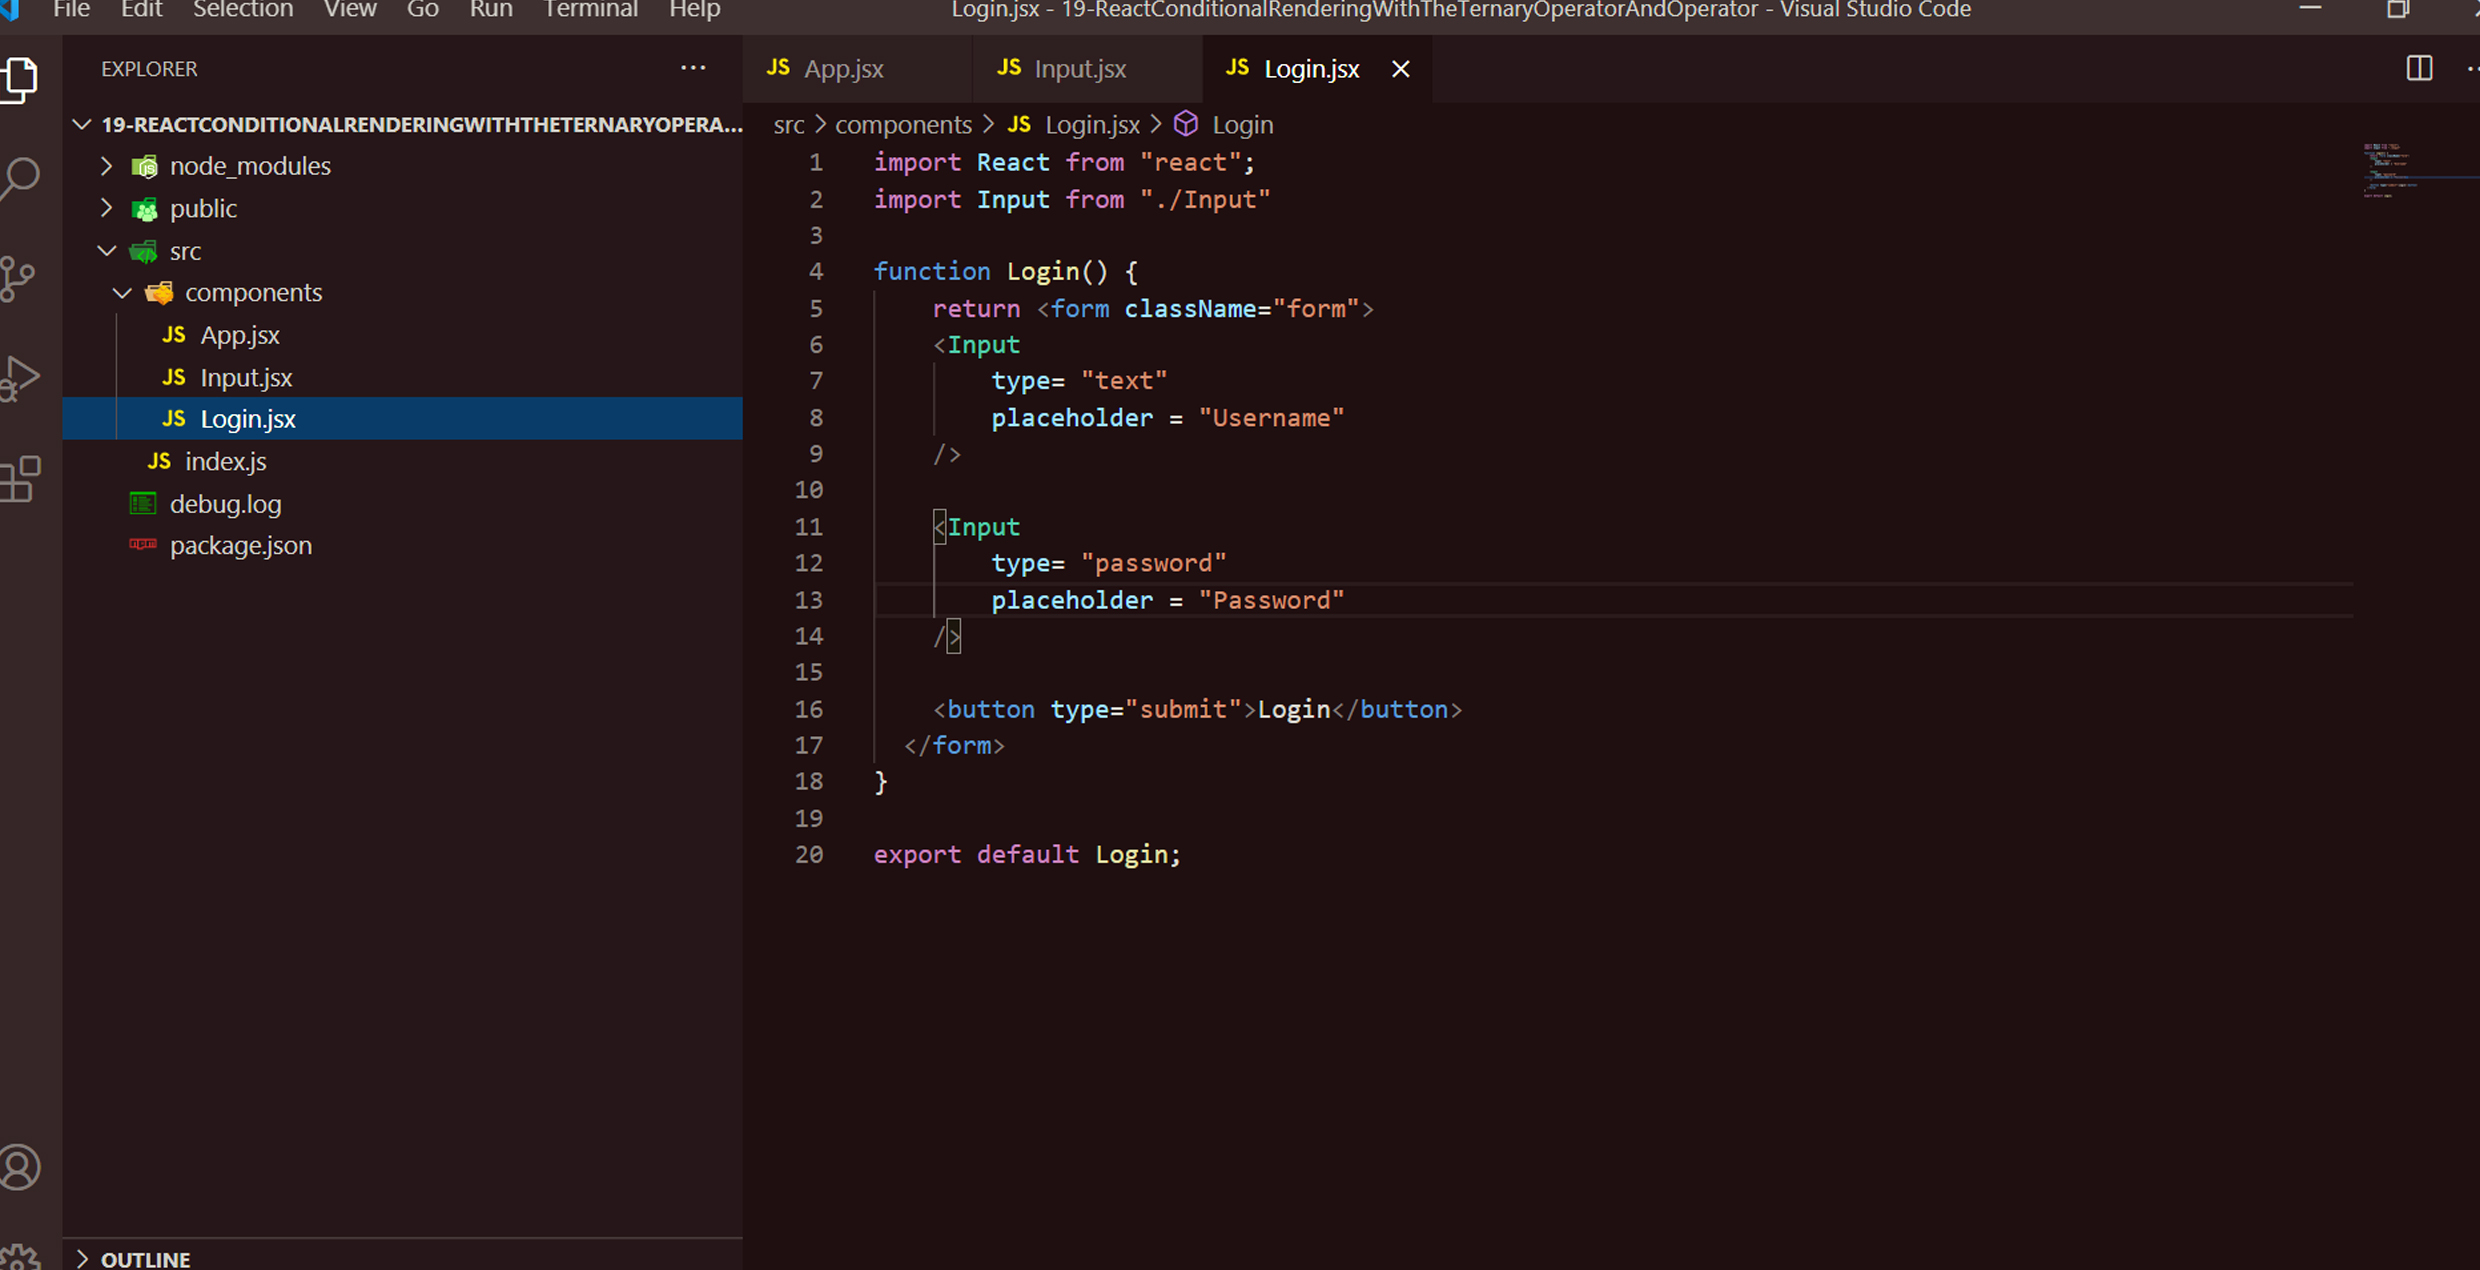 File Edit Selection View Go Run Terminal Help Login.jsx - 19-ReactConditionalRenderingWithTheTernaryOperatorAndOperator - Visual Studio Code
EXPLORER
19-REACTCONDITIONALRENDERINGWITHTHETERNARYOPERA...
node_modules
public
src
components
JS App.jsx
JS Input.jsx
JS Login.jsx
JS index.js
debug.log
npm package.json
OUTLINE
JS App.jsx JS Input.jsx JS Login.jsx
src > components > JS Login.jsx > Login
1 import React from "react";
2 import Input from "./Input"
3
4 function Login() {
5 return <form className="form">
6 <Input
7 type= "text"
8 placeholder = "Username"
9 />
10
11 <Input
12 type= "password"
13 placeholder = "Password"
14 />
15
16 <button type="submit">Login</button>
17 </form>
18 }
19
20 export default Login;